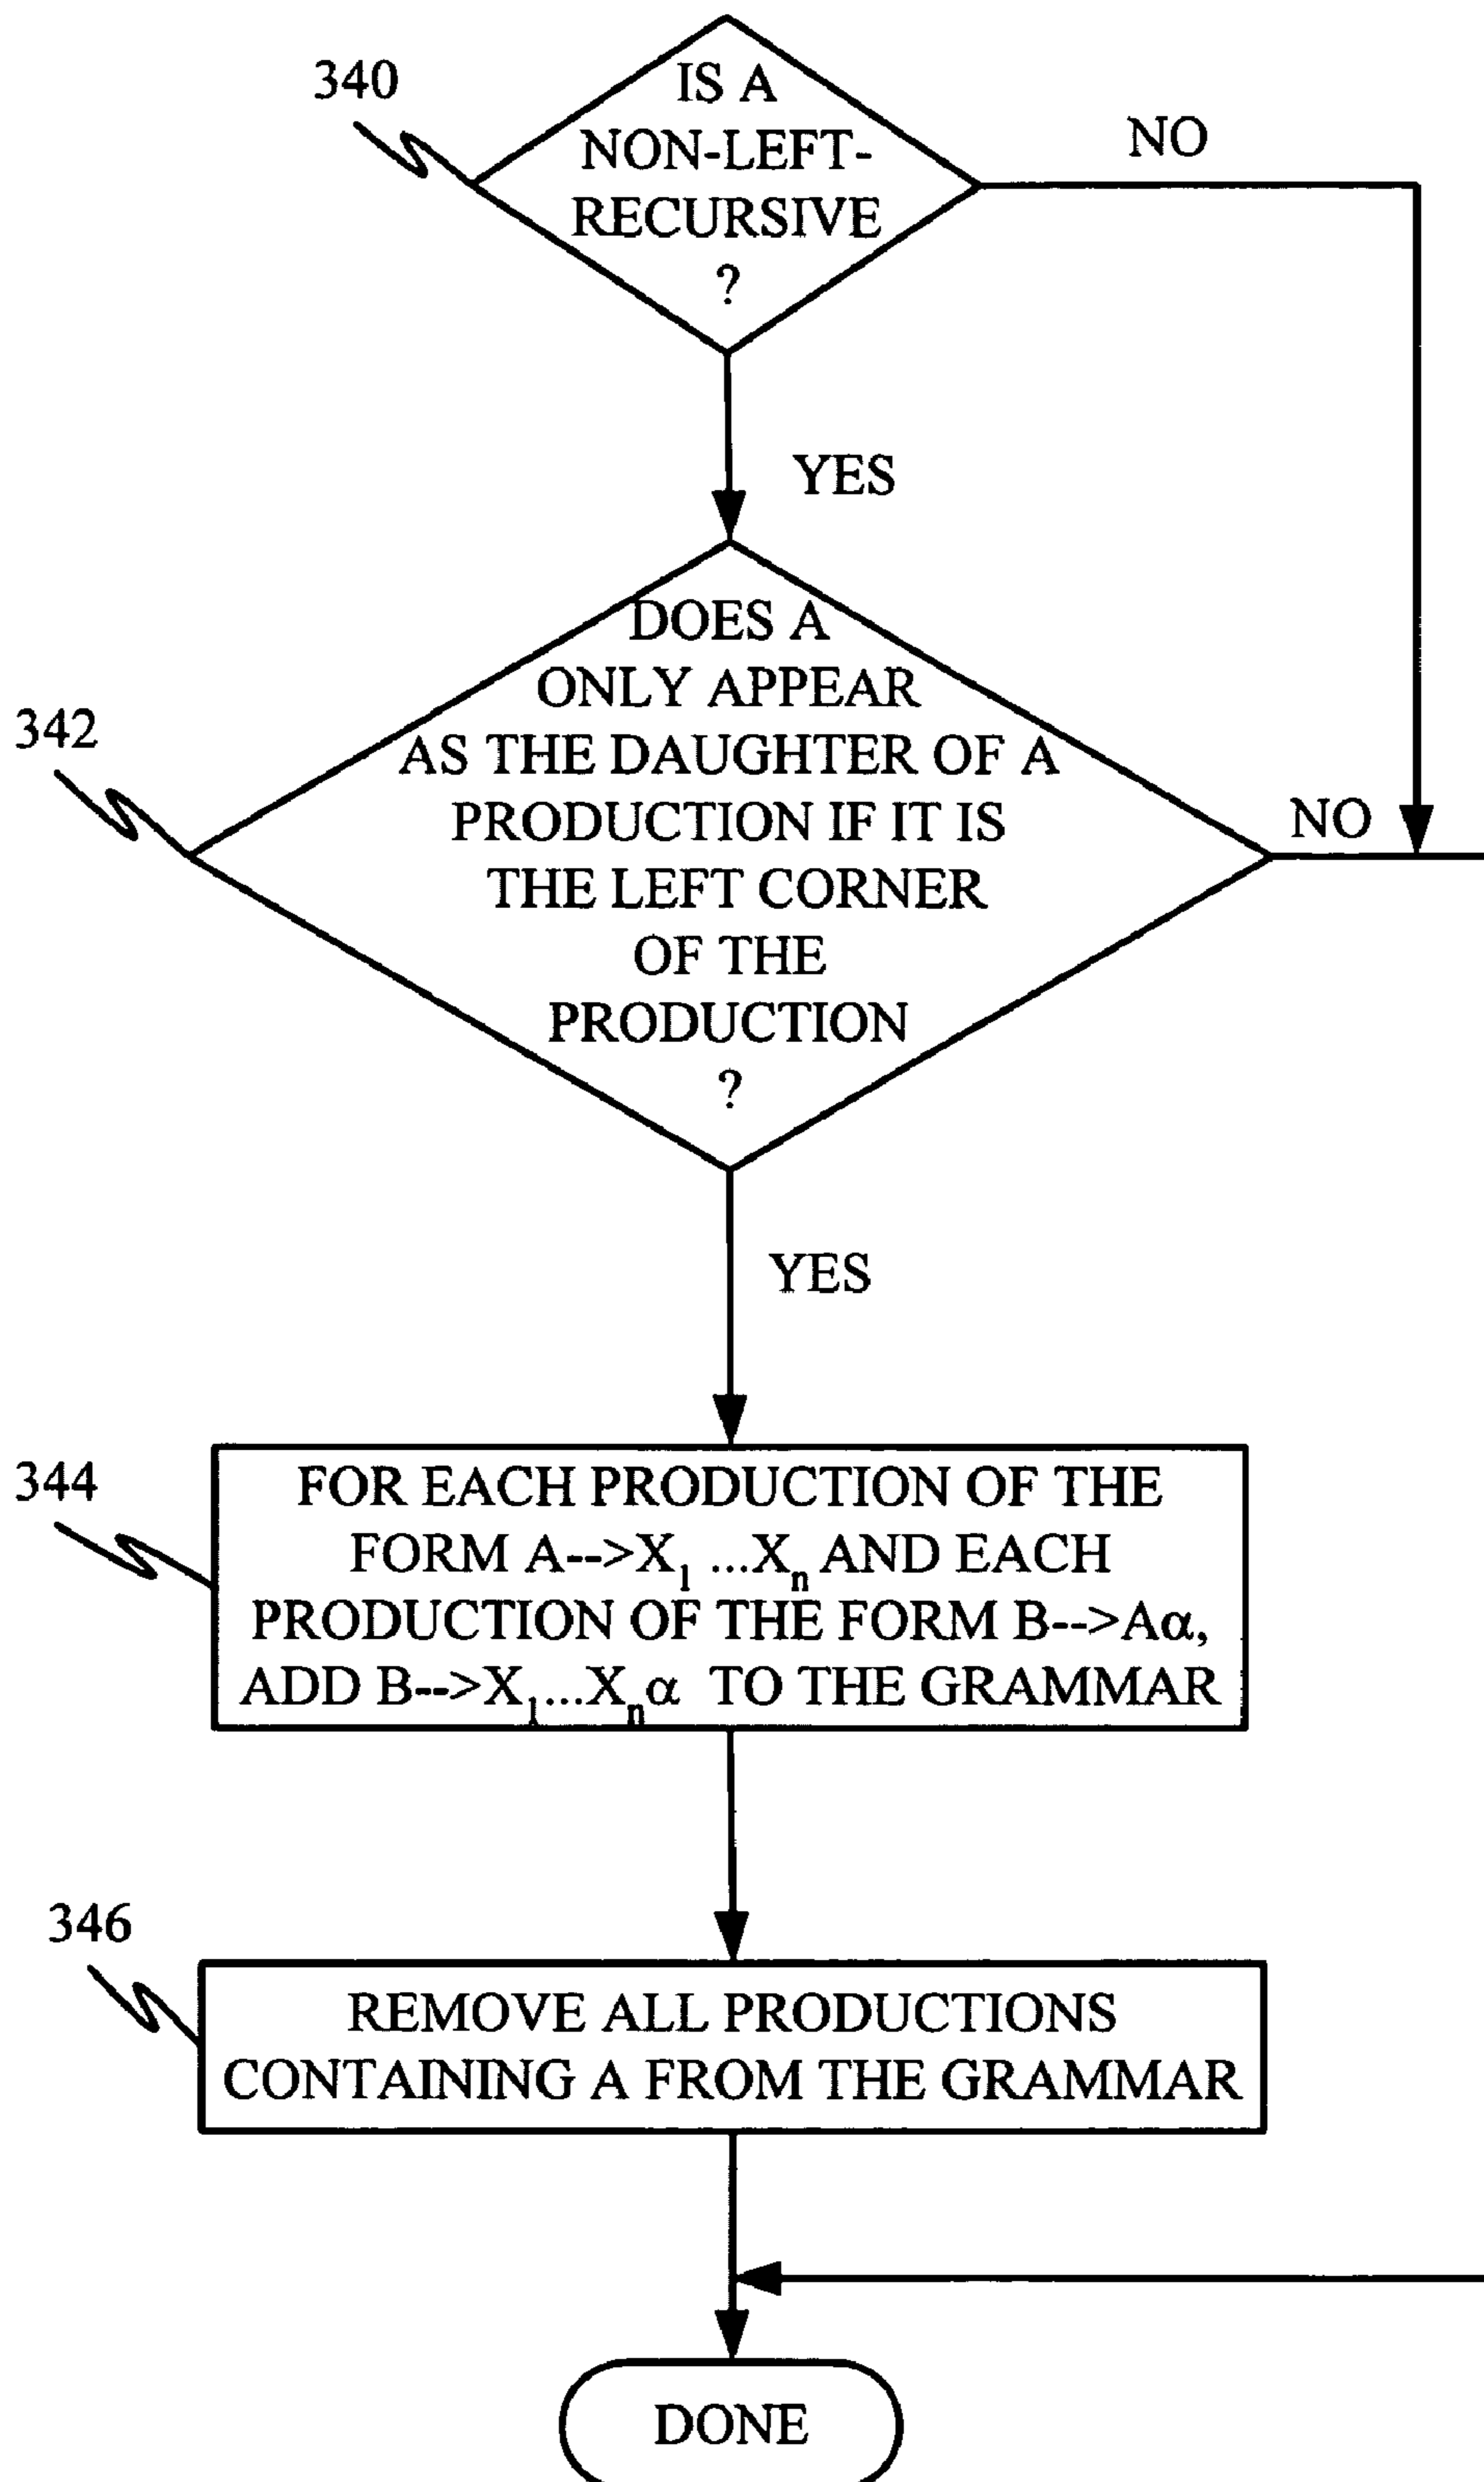 340
IS A
NON-LEFT-
RECURSIVE
?
NO
YES
342
DOES A
ONLY APPEAR
AS THE DAUGHTER OF A
PRODUCTION IF IT IS
THE LEFT CORNER
OF THE
PRODUCTION
?
NO
YES
344
FOR EACH PRODUCTION OF THE
FORM A-->X₁ ...Xₙ AND EACH
PRODUCTION OF THE FORM B-->Aα,
ADD B-->X₁...Xₙα TO THE GRAMMAR
346
REMOVE ALL PRODUCTIONS
CONTAINING A FROM THE GRAMMAR
DONE